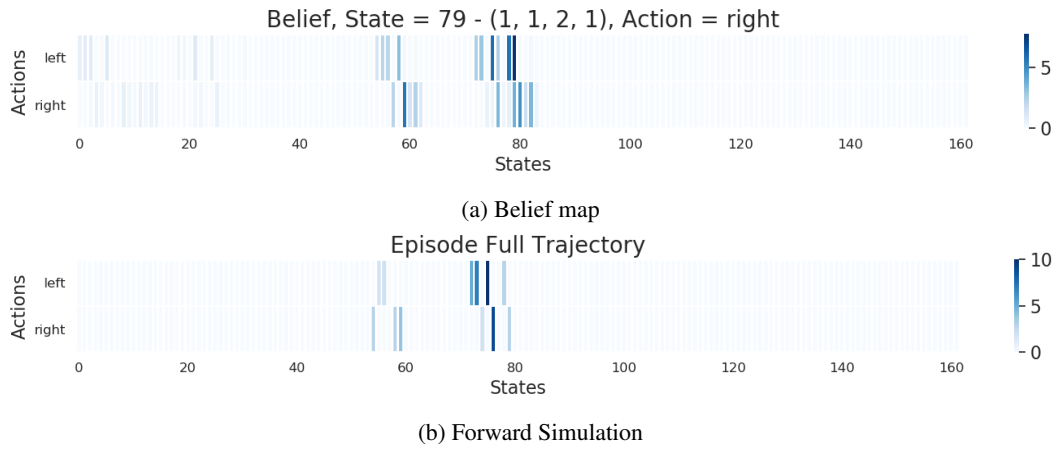 Belief, State = 79 - (1, 1, 2, 1), Action = right
Actions
left
right
5
0
0 20 40 60 80 100 120 140 160
States
(a) Belief map
Episode Full Trajectory
Actions
left
right
10
5
0
0 20 40 60 80 100 120 140 160
States
(b) Forward Simulation